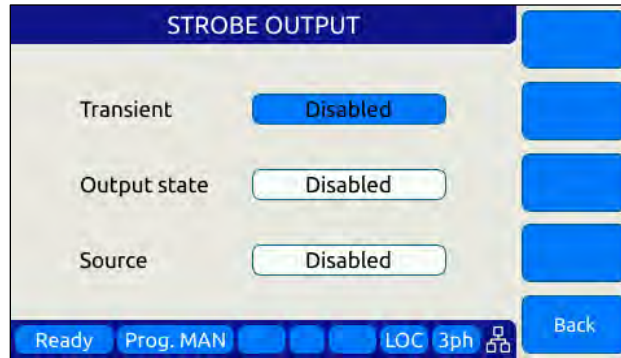 STROBE OUTPUT
Transient Disabled
Output state Disabled
Source Disabled
Back
Ready Prog. MAN LOC 3ph